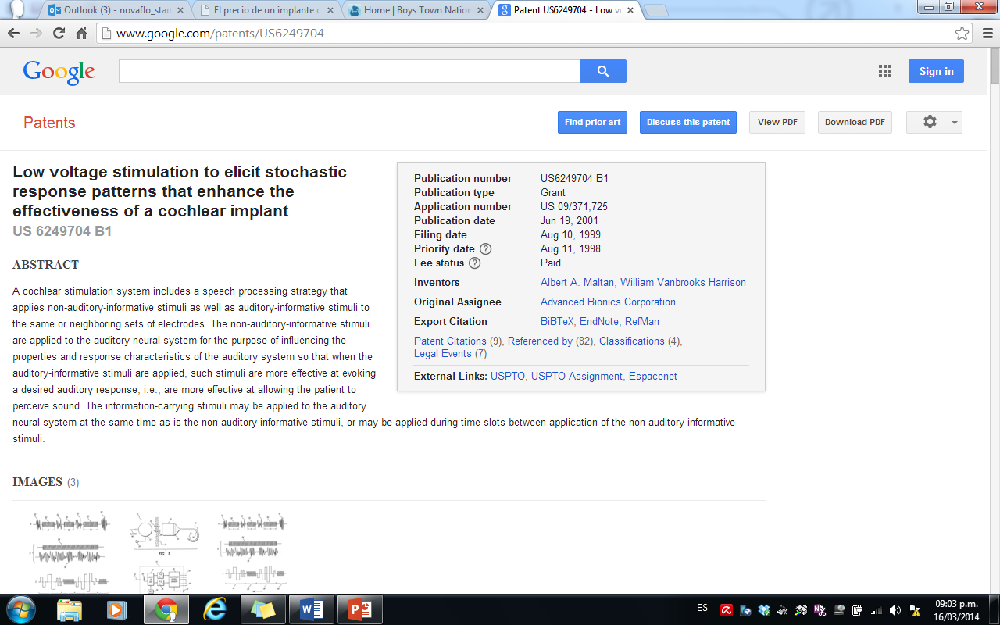 Outlook (3) - novaflo_star
El precio de un implante c
Home | Boys Town Nation
Patent US6249704 - Low v
www.google.com/patents/US6249704
Google
Sign in
Patents
Find prior art
Discuss this patent
View PDF
Download PDF
Low voltage stimulation to elicit stochastic
response patterns that enhance the
effectiveness of a cochlear implant
US 6249704 B1
ABSTRACT
A cochlear stimulation system includes a speech processing strategy that
applies non-auditory-informative stimuli as well as auditory-informative stimuli to
the same or neighboring sets of electrodes. The non-auditory-informative stimuli
are applied to the auditory neural system for the purpose of influencing the
properties and response characteristics of the auditory system so that when the
auditory-informative stimuli are applied, such stimuli are more effective at evoking
a desired auditory response, i.e., are more effective at allowing the patient to
perceive sound. The information-carrying stimuli may be applied to the auditory
neural system at the same time as is the non-auditory-informative stimuli, or may be applied during time slots between application of the non-auditory-informative
stimuli.
Publication number US6249704 B1
Publication type Grant
Application number US 09/371,725
Publication date Jun 19, 2001
Filing date Aug 10, 1999
Priority date ? Aug 11, 1998
Fee status ? Paid
Inventors Albert A. Maltan, William Vanbrooks Harrison
Original Assignee Advanced Bionics Corporation
Export Citation BiBTeX, EndNote, RefMan
Patent Citations (9), Referenced by (82), Classifications (4),
Legal Events (7)
External Links: USPTO, USPTO Assignment, Espacenet
IMAGES (3)
FIG. 1
ES
09:03 p.m.
16/03/2014